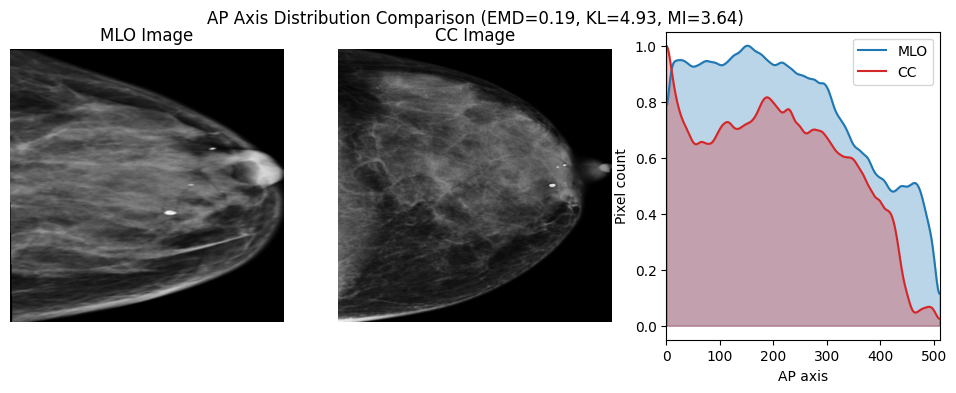 AP Axis Distribution Comparison (EMD=0.19, KL=4.93, MI=3.64)
MLO Image
CC Image
MLO
CC
Pixel count
1.0
0.8
0.6
0.4
0.2
0.0
0 100 200 300 400 500
AP axis